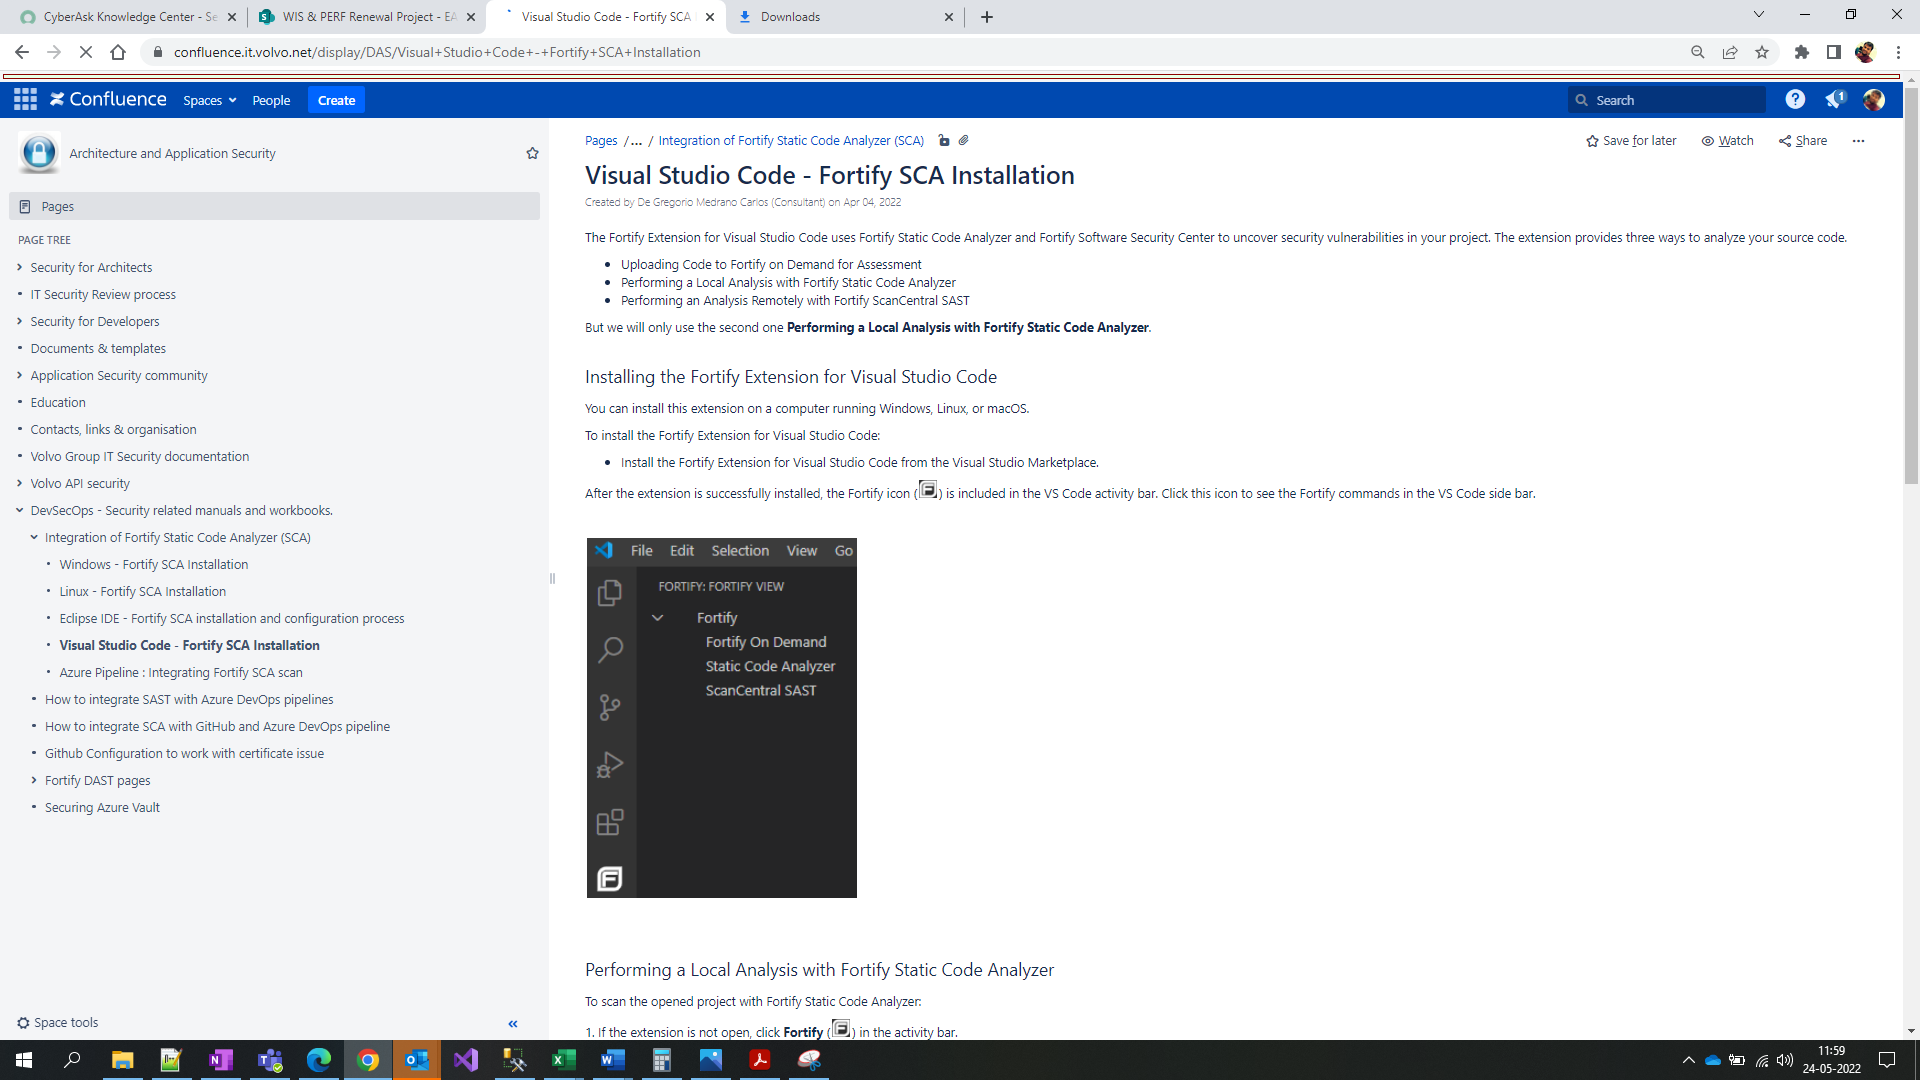 CyberAsk Knowledge Center - Se
WIS & PERF Renewal Project - EA
Visual Studio Code - Fortify SCA
Downloads
confluence.it.volvo.net/display/DAS/Visual+Studio+Code+-+Fortify+SCA+Installation
Confluence Spaces People Create Search 1
Architecture and Application Security
Pages
PAGE TREE
Security for Architects
IT Security Review process
Security for Developers
Documents & templates
Application Security community
Education
Contacts, links & organisation
Volvo Group IT Security documentation
Volvo API security
DevSecOps - Security related manuals and workbooks.
Integration of Fortify Static Code Analyzer (SCA)
Windows - Fortify SCA Installation
Linux - Fortify SCA Installation
Eclipse IDE - Fortify SCA installation and configuration process
Visual Studio Code - Fortify SCA Installation
Azure Pipeline : Integrating Fortify SCA scan
How to integrate SAST with Azure DevOps pipelines
How to integrate SCA with GitHub and Azure DevOps pipeline
Github Configuration to work with certificate issue
Fortify DAST pages
Securing Azure Vault
Space tools
Pages /... / Integration of Fortify Static Code Analyzer (SCA)
Save for later Watch Share ...
Visual Studio Code - Fortify SCA Installation
Created by De Gregorio Medrano Carlos (Consultant) on Apr 04, 2022
The Fortify Extension for Visual Studio Code uses Fortify Static Code Analyzer and Fortify Software Security Center to uncover security vulnerabilities in your project. The extension provides three ways to analyze your source code.
• Uploading Code to Fortify on Demand for Assessment
• Performing a Local Analysis with Fortify Static Code Analyzer
• Performing an Analysis Remotely with Fortify ScanCentral SAST
But we will only use the second one Performing a Local Analysis with Fortify Static Code Analyzer.
Installing the Fortify Extension for Visual Studio Code
You can install this extension on a computer running Windows, Linux, or macOS.
To install the Fortify Extension for Visual Studio Code:
• Install the Fortify Extension for Visual Studio Code from the Visual Studio Marketplace.
After the extension is successfully installed, the Fortify icon (F) is included in the VS Code activity bar. Click this icon to see the Fortify commands in the VS Code side bar.
File Edit Selection View Go
FORTIFY: FORTIFY VIEW
Fortify
Fortify On Demand
Static Code Analyzer
ScanCentral SAST
F
Performing a Local Analysis with Fortify Static Code Analyzer
To scan the opened project with Fortify Static Code Analyzer:
1. If the extension is not open, click Fortify (F) in the activity bar.
11:59
24-05-2022